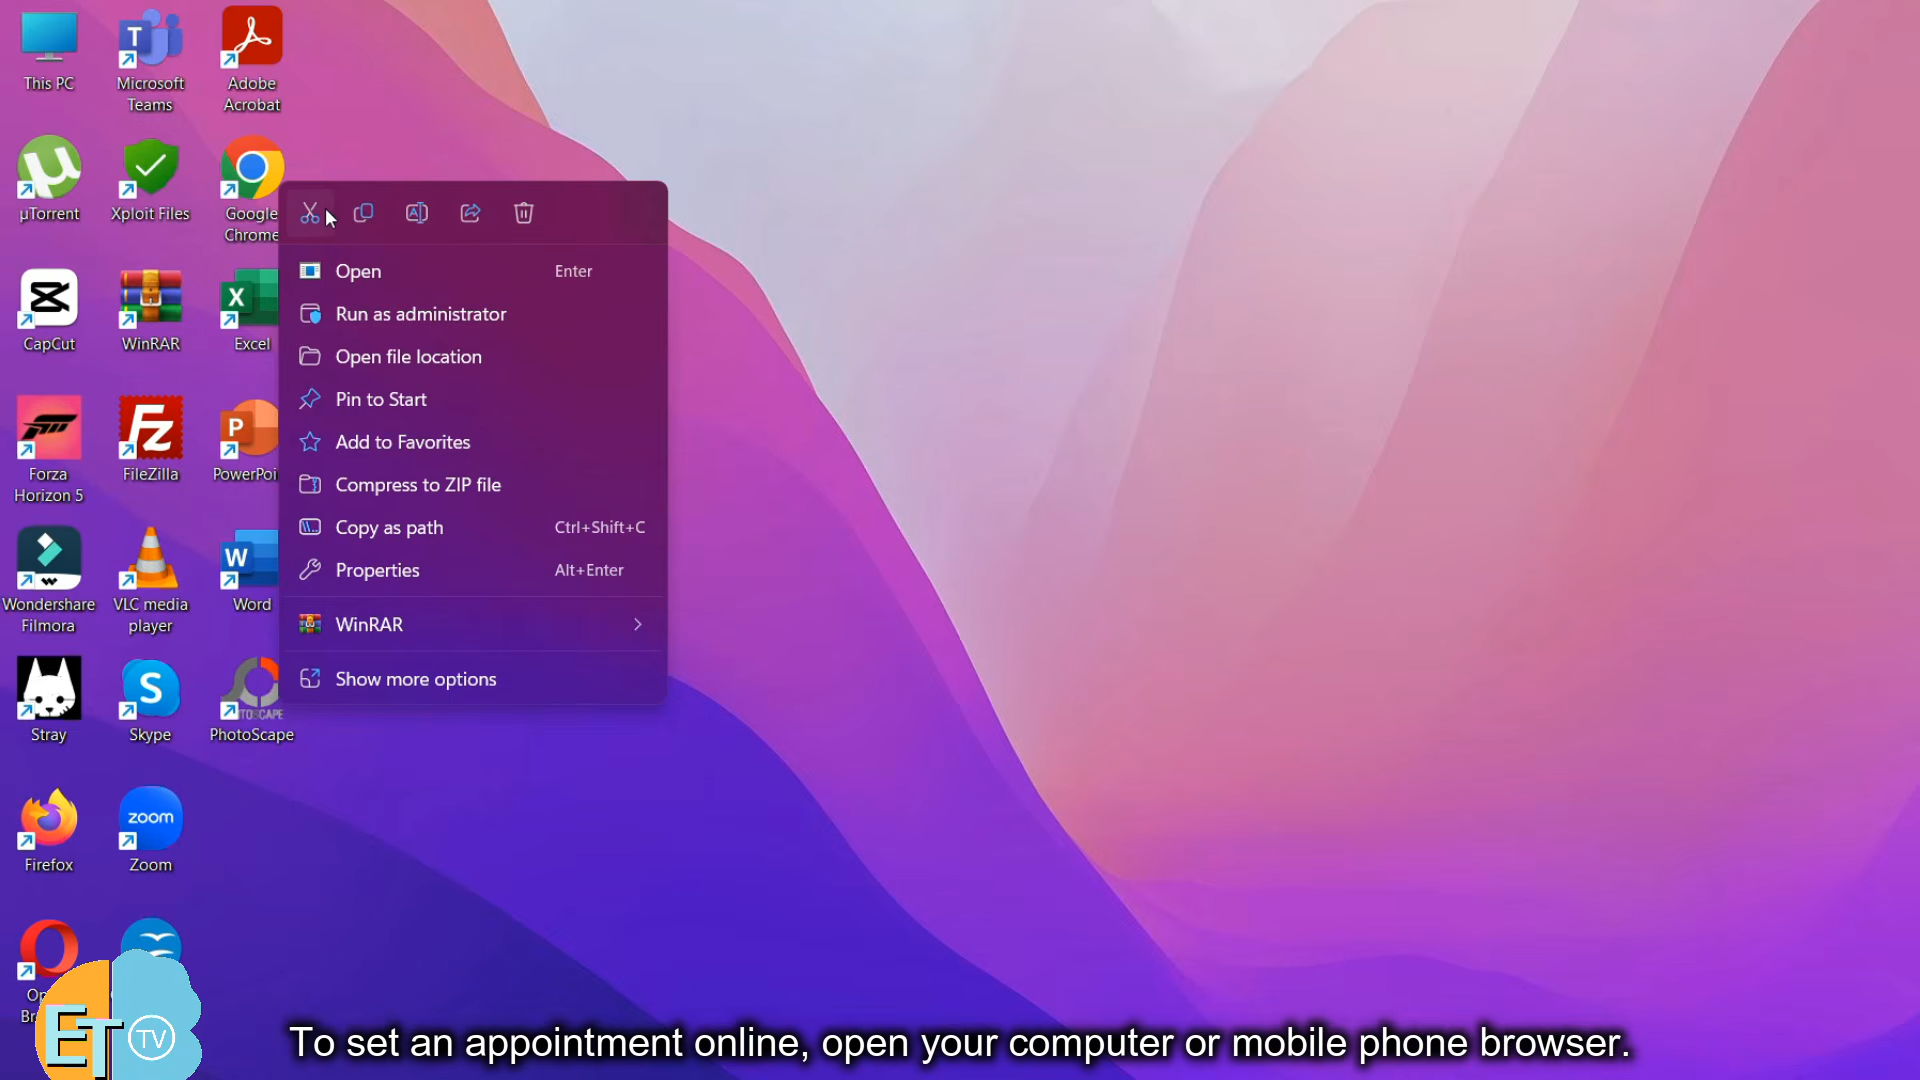 This PC
Microsoft
Teams
Adobe
Acrobat
µTorrent
Xploit Files
Google
Chrome
CapCut
WinRAR
Excel
Forza
Horizon 5
FileZilla
Wondershare
Filmora
VLC media
player
Word
Stray
Skype
PhotoScape
Firefox
zoom
Zoom
Open Enter
Run as administrator
Open file location
Pin to Start
Add to Favorites
Compress to ZIP file
Copy as path Ctrl+Shift+C
Properties Alt+Enter
WinRAR
Show more options
ET TV
To set an appointment online, open your computer or mobile phone browser.